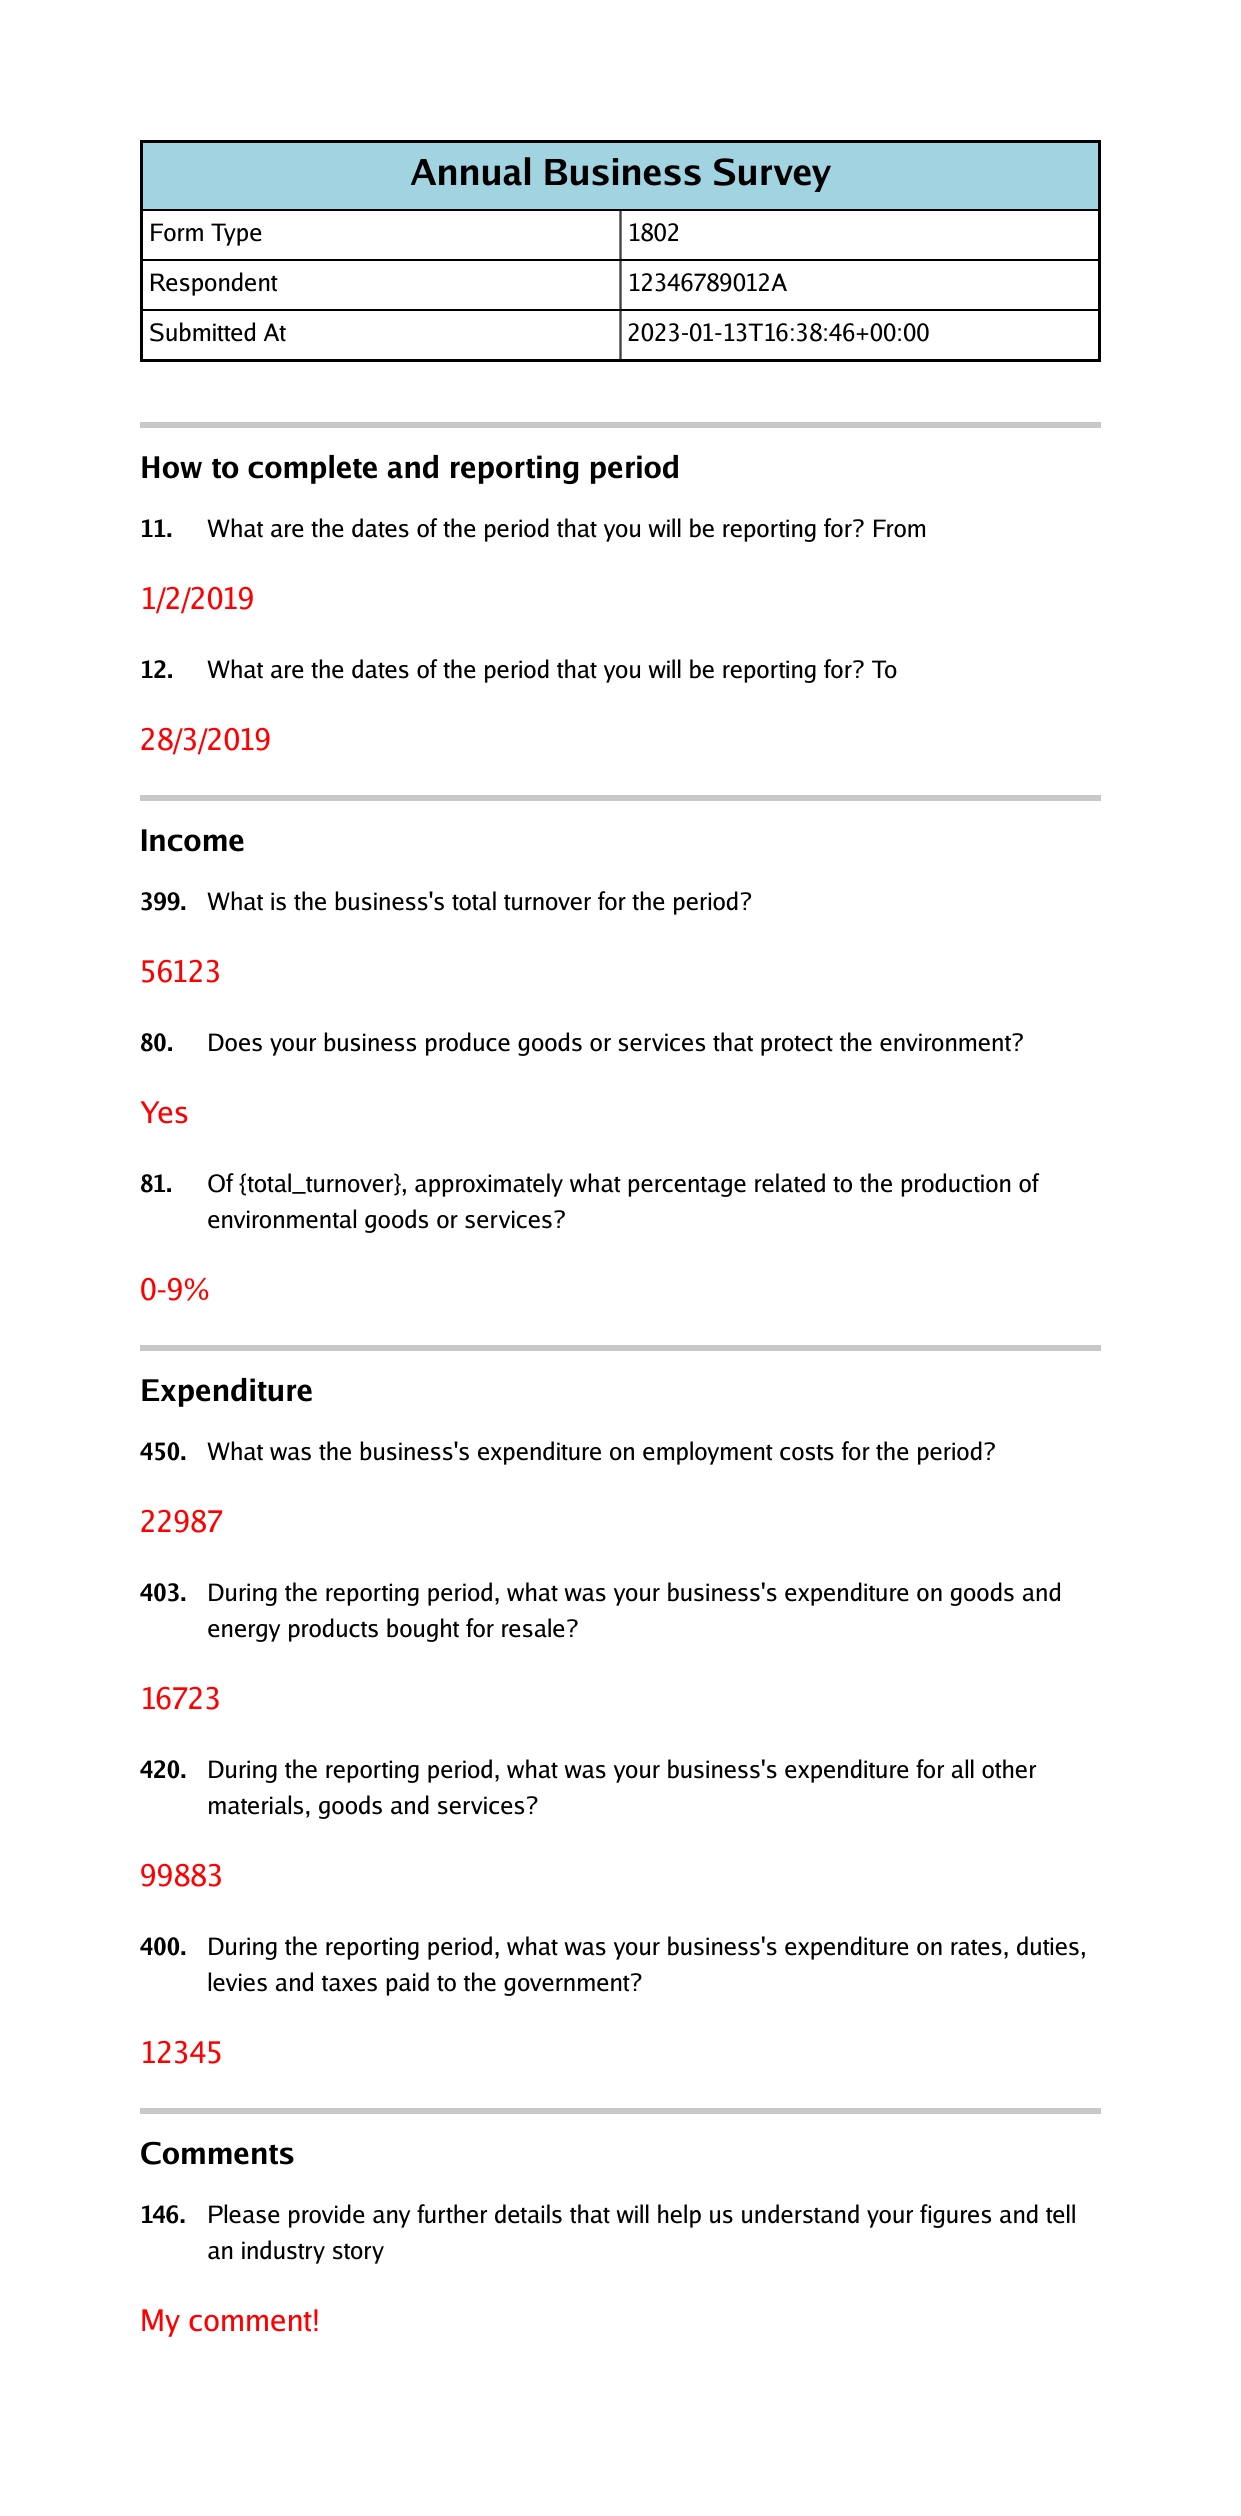 Annual Business Survey
Form Type 1802
Respondent 12346789012A
Submitted At 2023-01-13T16:38:46+00:00
How to complete and reporting period
11. What are the dates of the period that you will be reporting for? From
1/2/2019
12. What are the dates of the period that you will be reporting for? To
28/3/2019
Income
399. What is the business's total turnover for the period?
56123
80. Does your business produce goods or services that protect the environment?
Yes
81. Of {total_turnover}, approximately what percentage related to the production of
environmental goods or services?
0-9%
Expenditure
450. What was the business's expenditure on employment costs for the period?
22987
403. During the reporting period, what was your business's expenditure on goods and
energy products bought for resale?
16723
420. During the reporting period, what was your business's expenditure for all other
materials, goods and services?
99883
400. During the reporting period, what was your business's expenditure on rates, duties,
levies and taxes paid to the government?
12345
Comments
146. Please provide any further details that will help us understand your figures and tell
an industry story
My comment!